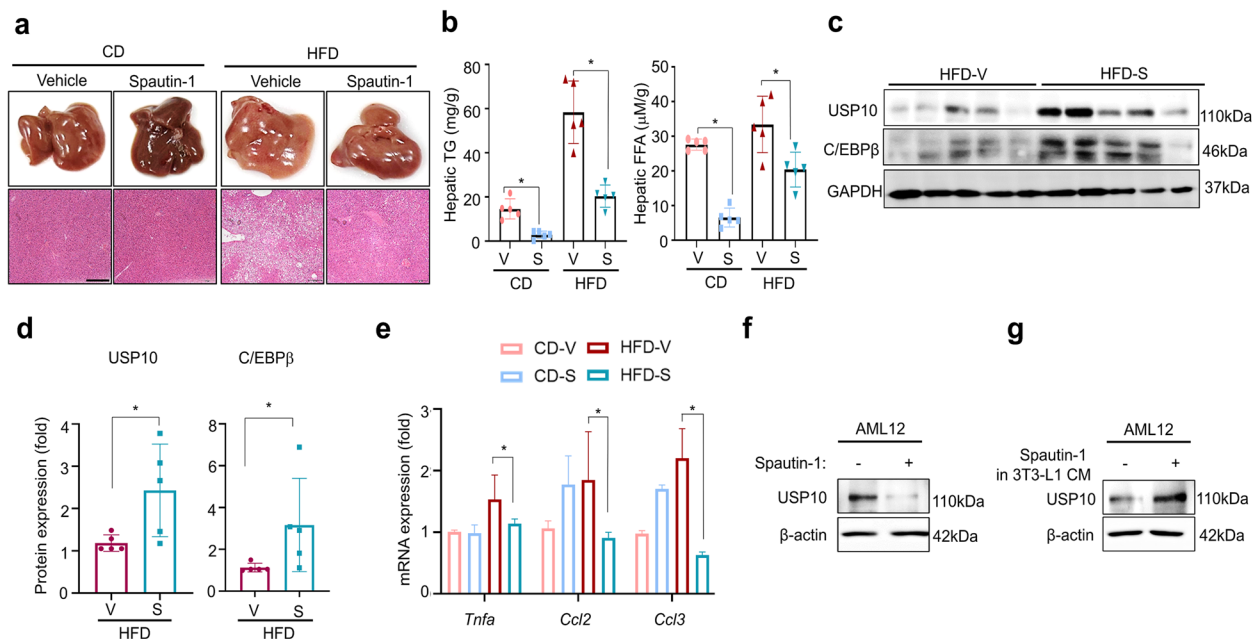 a
CD
HFD
Vehicle
Spautin-1
Vehicle
Spautin-1
b
Hepatic TG (mg/g)
80
60
40
20
0
*
*
V
S
V
S
CD
HFD
Hepatic FFA (μM/g)
50
40
30
20
10
0
*
*
V
S
V
S
CD
HFD
c
HFD-V
HFD-S
USP10
110kDa
C/EBPβ
46kDa
GAPDH
37kDa
d
USP10
C/EBPβ
Protein expression (fold)
4
3
2
1
0
*
V
S
HFD
8
6
4
2
0
*
V
S
HFD
e
CD-V
HFD-V
CD-S
HFD-S
mRNA expression (fold)
3
2
1
0
*
*
*
Tnfa
Ccl2
Ccl3
f
AML12
Spautin-1:
-
+
USP10
110kDa
β-actin
42kDa
g
AML12
Spautin-1
in 3T3-L1 CM
-
+
USP10
110kDa
β-actin
42kDa